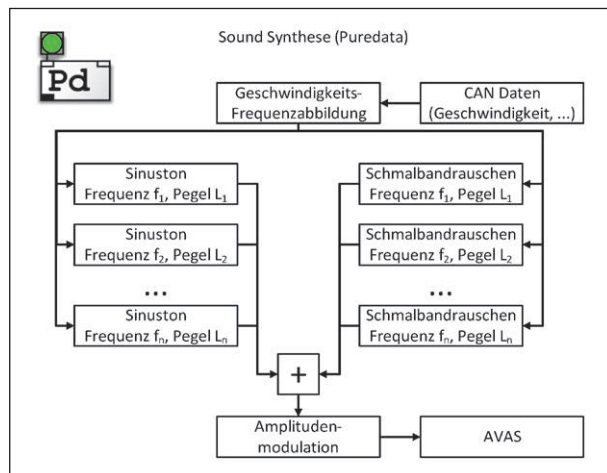 Sound Synthese (Puredata)
Pd
Geschwindigkeits-
Frequenzabbildung
CAN Daten
(Geschwindigkeit, ...)
Sinuston
Frequenz f₁, Pegel L₁
Schmalbandrauschen
Frequenz f₁, Pegel L₁
Sinuston
Frequenz f₂, Pegel L₂
Schmalbandrauschen
Frequenz f₂, Pegel L₂
...
...
Sinuston
Frequenz fₙ, Pegel Lₙ
Schmalbandrauschen
Frequenz fₙ, Pegel Lₙ
+
Amplituden-
modulation
AVAS